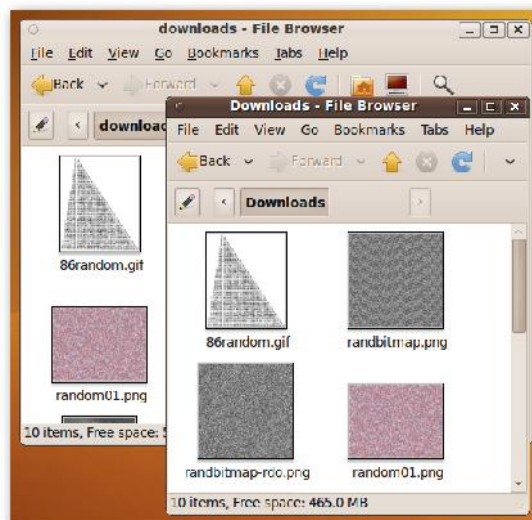 downloads - File Browser
File Edit View Go Bookmarks Tabs Help
Back Forward
downloads
86random.gif
random01.png
10 items, Free space:
Downloads - File Browser
File Edit View Go Bookmarks Tabs Help
Back Forward
Downloads
86random.gif randbitmap.png
randbitmap-rdo.png random01.png
10 items, Free space: 465.0 MB